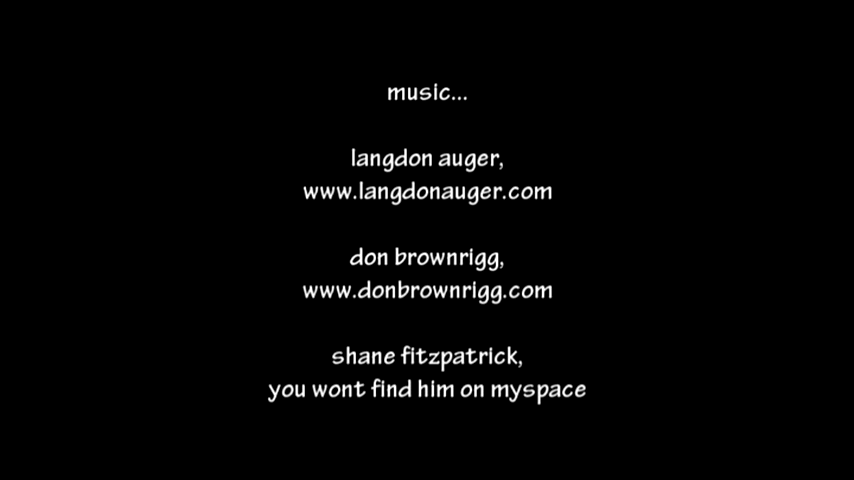 music...
langdon auger,
www.langdonauger.com
don brownrigg,
www.donbrownrigg.com
shane fitzpatrick,
you wont find him on myspace